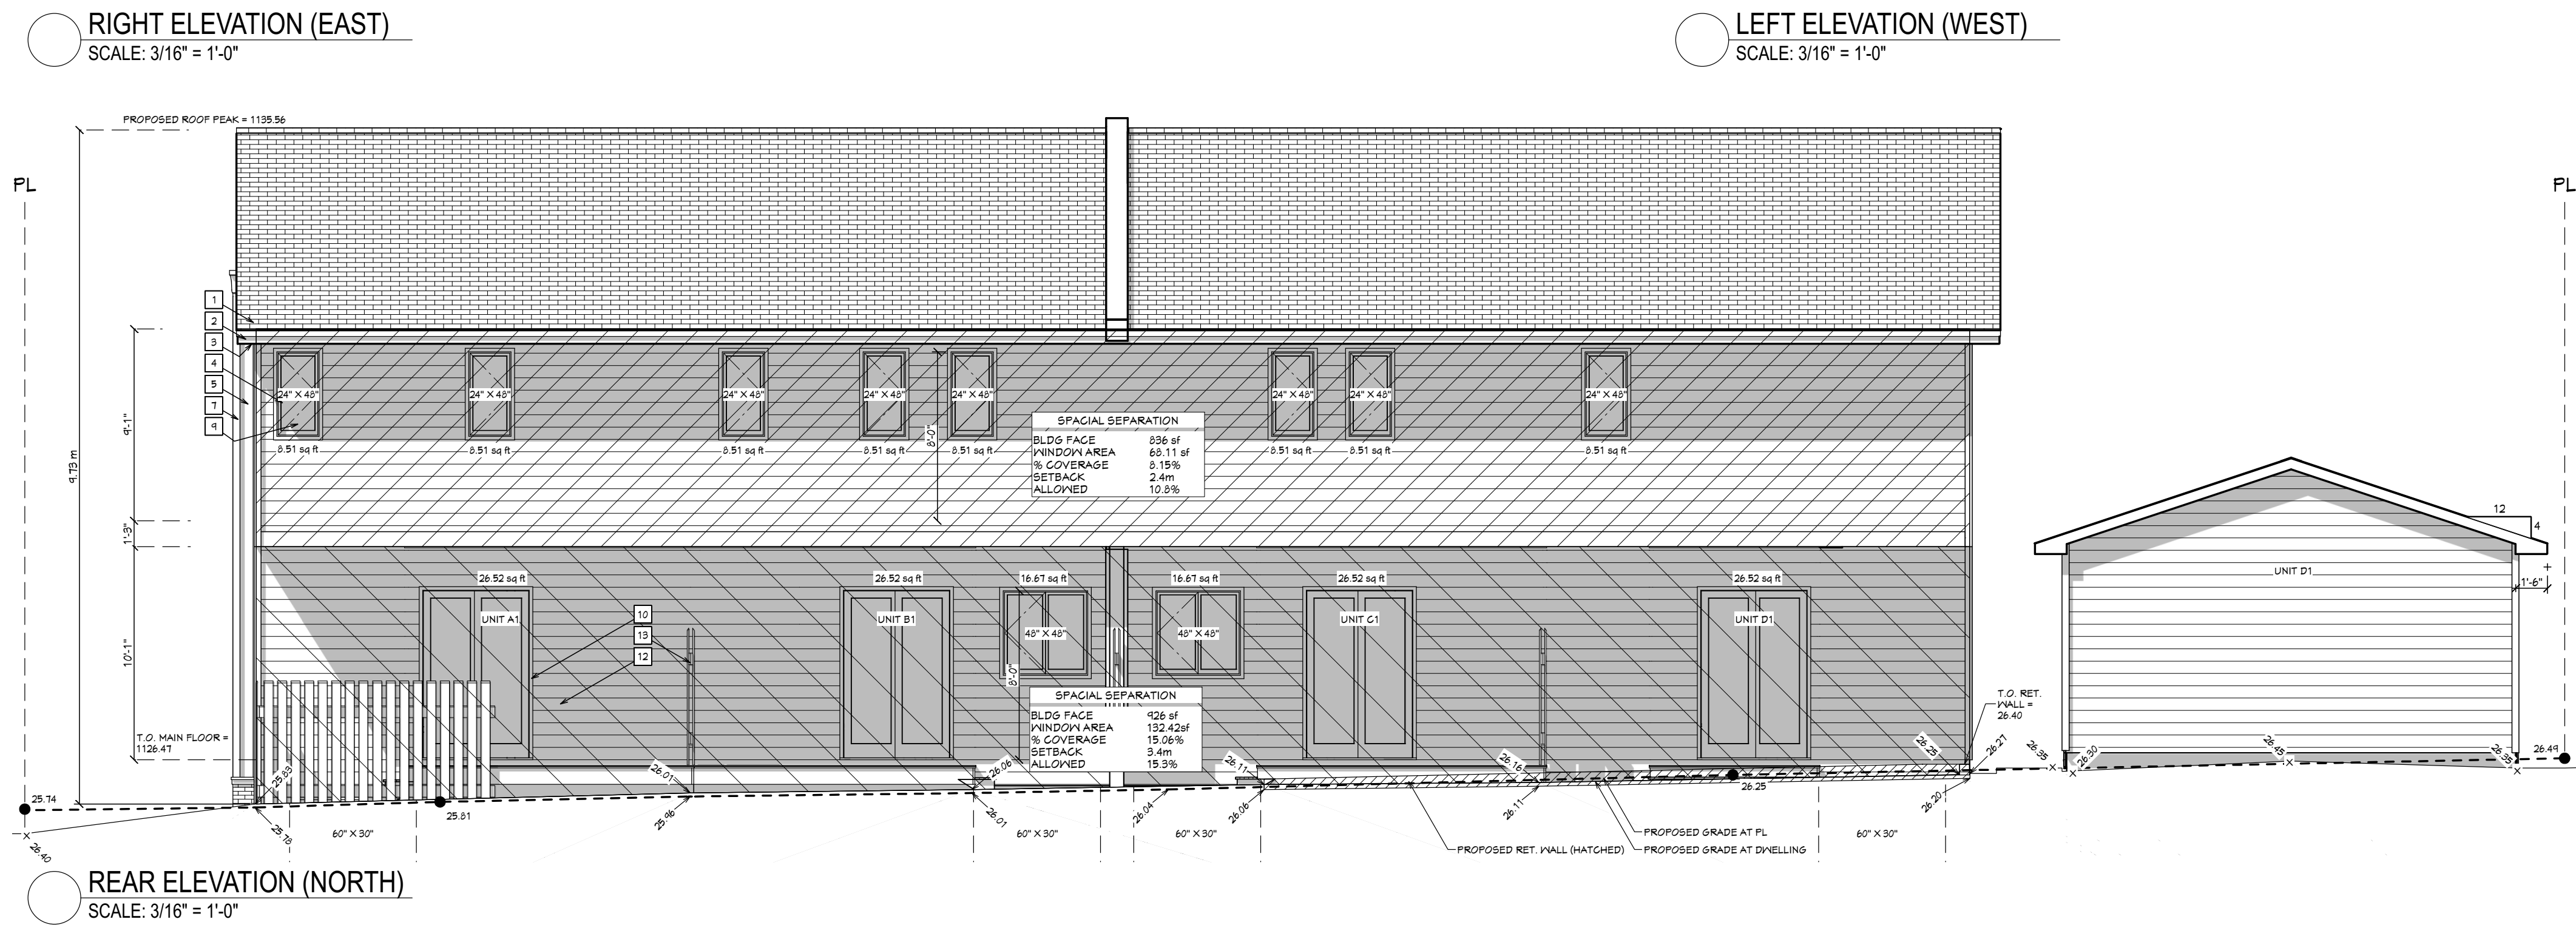 RIGHT ELEVATION (EAST)
SCALE: 3/16" = 1'-0"
LEFT ELEVATION (WEST)
SCALE: 3/16" = 1'-0"
PROPOSED ROOF PEAK = 1135.56
PL
PL
1
2
3
4
5
7
9
9'-1"
9.73 m
1'-3"
10'-1"
24" X 48"
24" X 48"
24" X 48"
24" X 48"
24" X 48"
24" X 48"
24" X 48"
24" X 48"
8.51 sq ft
8.51 sq ft
8.51 sq ft
8.51 sq ft
8.51 sq ft
8.51 sq ft
8.51 sq ft
8.51 sq ft
8'-0"
SPACIAL SEPARATION
BLDG FACE 836 sf
WINDOW AREA 68.11 sf
% COVERAGE 8.15%
SETBACK 2.4m
ALLOWED 10.8%
12
4
UNIT D1
1'-6"
26.52 sq ft
26.52 sq ft
16.67 sq ft
16.67 sq ft
26.52 sq ft
26.52 sq ft
UNIT A1
10
13
12
UNIT B1
48" X 48"
48" X 48"
UNIT C1
UNIT D1
8'-0"
SPACIAL SEPARATION
BLDG FACE 926 sf
WINDOW AREA 132.42sf
% COVERAGE 15.06%
SETBACK 3.4m
ALLOWED 15.3%
T.O. RET.
WALL =
26.40
T.O. MAIN FLOOR =
1126.47
25.74
25.83
25.81
26.01
26.06
26.11
26.16
26.25
26.25
26.27
26.35
26.30
26.45
26.35
26.49
26.40
25.78
60" X 30"
25.96
26.01
60" X 30"
26.04
60" X 30"
26.06
26.11
26.20
60" X 30"
PROPOSED GRADE AT PL
PROPOSED RET. WALL (HATCHED)
PROPOSED GRADE AT DWELLING
REAR ELEVATION (NORTH)
SCALE: 3/16" = 1'-0"